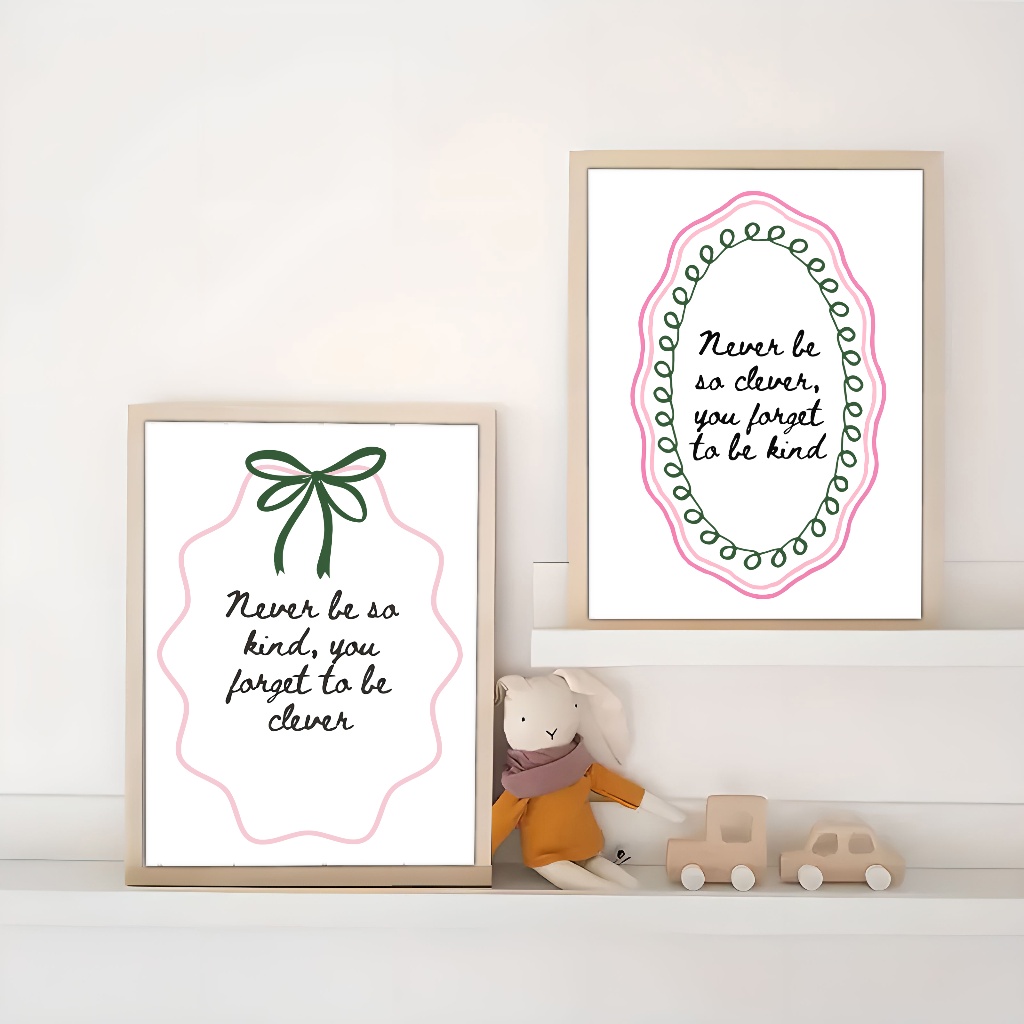 Never be so
kind, you
forget to be
clever
Never be
so clever,
you forget
to be kind